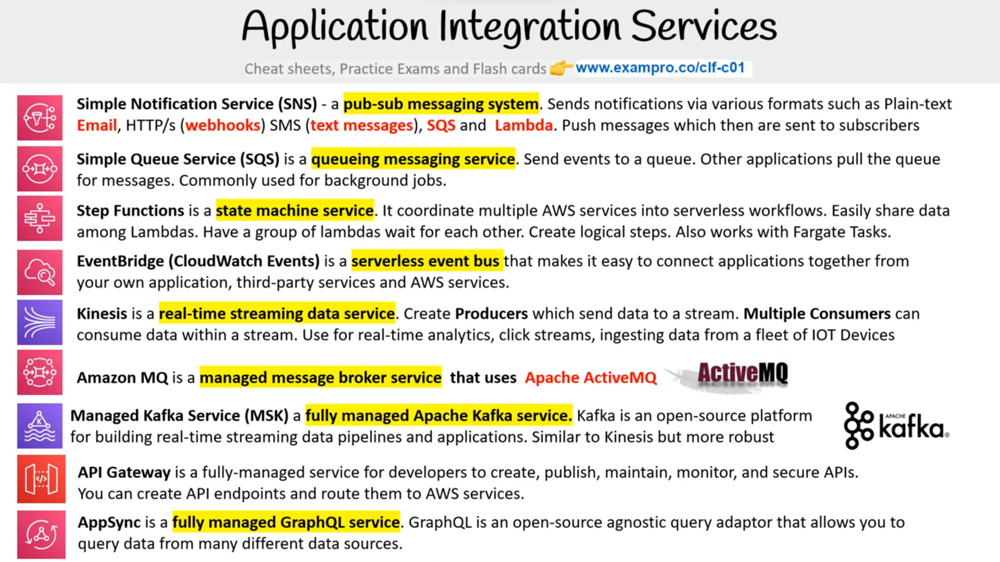 Application Integration Services
Cheat sheets, Practice Exams and Flash cards 👉 www.exampro.co/clf-c01
Simple Notification Service (SNS) - a pub-sub messaging system. Sends notifications via various formats such as Plain-text
Email, HTTP/s (webhooks) SMS (text messages), SQS and Lambda. Push messages which then are sent to subscribers
Simple Queue Service (SQS) is a queueing messaging service. Send events to a queue. Other applications pull the queue
for messages. Commonly used for background jobs.
Step Functions is a state machine service. It coordinate multiple AWS services into serverless workflows. Easily share data
among Lambdas. Have a group of lambdas wait for each other. Create logical steps. Also works with Fargate Tasks.
EventBridge (CloudWatch Events) is a serverless event bus that makes it easy to connect applications together from
your own application, third-party services and AWS services.
Kinesis is a real-time streaming data service. Create Producers which send data to a stream. Multiple Consumers can
consume data within a stream. Use for real-time analytics, click streams, ingesting data from a fleet of IOT Devices
Amazon MQ is a managed message broker service that uses Apache ActiveMQ ActiveMQ
K
Managed Kafka Service (MSK) a fully managed Apache Kafka service. Kafka is an open-source platform
for building real-time streaming data pipelines and applications. Similar to Kinesis but more robust
APACHE
kafka®
</>
API Gateway is a fully-managed service for developers to create, publish, maintain, monitor, and secure APIs.
You can create API endpoints and route them to AWS services.
AppSync is a fully managed GraphQL service. GraphQL is an open-source agnostic query adaptor that allows you to
query data from many different data sources.